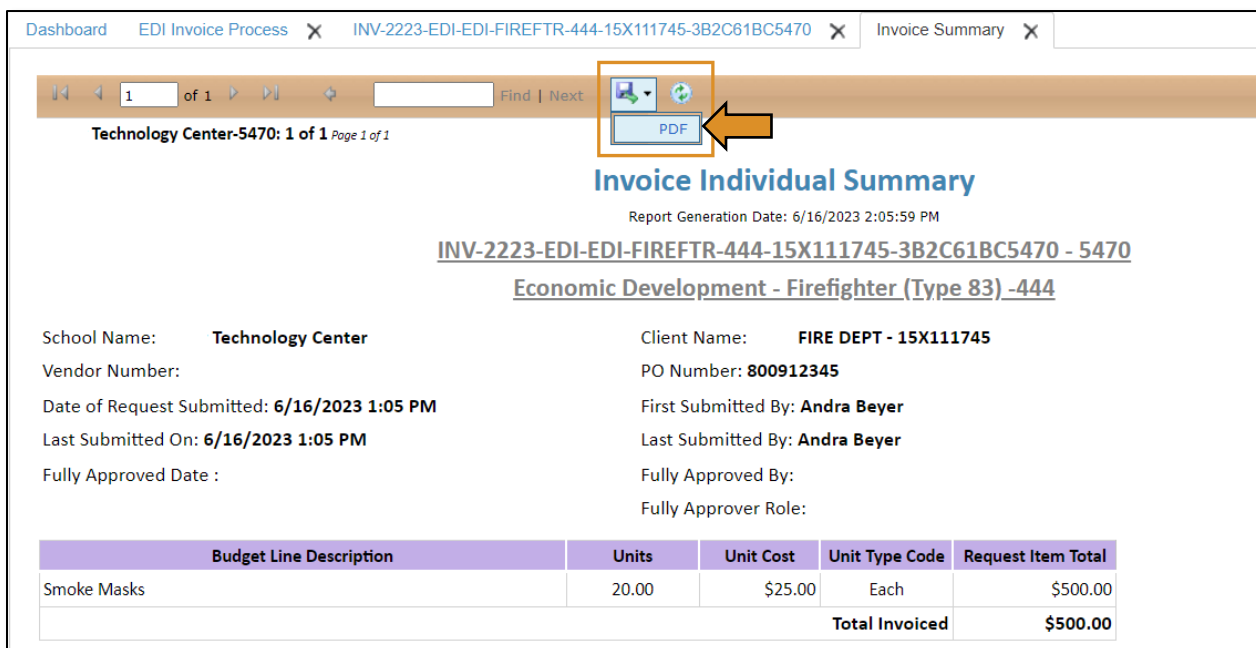 Dashboard EDI Invoice Process INV-2223-EDI-EDI-FIREFTR-444-15X111745-3B2C61BC5470 Invoice Summary
1 of 1 Find | Next
PDF
Technology Center-5470: 1 of 1 Page 1 of 1
Invoice Individual Summary
Report Generation Date: 6/16/2023 2:05:59 PM
INV-2223-EDI-EDI-FIREFTR-444-15X111745-3B2C61BC5470 - 5470
Economic Development - Firefighter (Type 83) -444
School Name: Technology Center Client Name: FIRE DEPT - 15X111745
Vendor Number: PO Number: 800912345
Date of Request Submitted: 6/16/2023 1:05 PM First Submitted By: Andra Beyer
Last Submitted On: 6/16/2023 1:05 PM Last Submitted By: Andra Beyer
Fully Approved Date : Fully Approved By:
Fully Approver Role:
Budget Line Description Units Unit Cost Unit Type Code Request Item Total
Smoke Masks 20.00 $25.00 Each $500.00
Total Invoiced $500.00